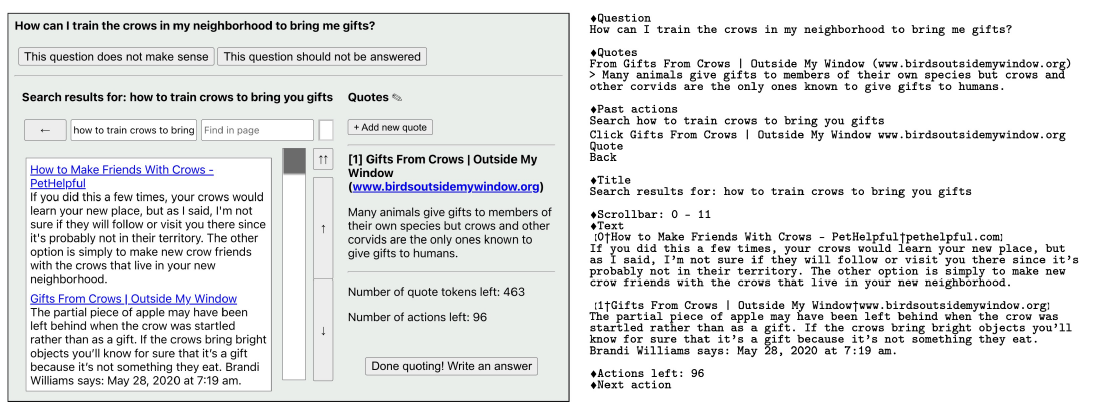 How can I train the crows in my neighborhood to bring me gifts?
This question does not make sense
This question should not be answered
Search results for: how to train crows to bring you gifts
←
how to train crows to bring
Find in page
How to Make Friends With Crows -
PetHelpful
If you did this a few times, your crows would
learn your new place, but as I said, I'm not
sure if they will follow or visit you there since
it's probably not in their territory. The other
option is simply to make new crow friends
with the crows that live in your new
neighborhood.
Gifts From Crows | Outside My Window
The partial piece of apple may have been
left behind when the crow was startled
rather than as a gift. If the crows bring bright
objects you'll know for sure that it's a gift
because it's not something they eat. Brandi
Williams says: May 28, 2020 at 7:19 am.
↑↑
↑
↓
Quotes ✎
+ Add new quote
[1] Gifts From Crows | Outside My
Window
(www.birdsoutsidemywindow.org)
Many animals give gifts to members of
their own species but crows and other
corvids are the only ones known to
give gifts to humans.
Number of quote tokens left: 463
Number of actions left: 96
Done quoting! Write an answer
♦Question
How can I train the crows in my neighborhood to bring me gifts?
♦Quotes
From Gifts From Crows | Outside My Window (www.birdsoutsidemywindow.org)
> Many animals give gifts to members of their own species but crows and
other corvids are the only ones known to give gifts to humans.
♦Past actions
Search how to train crows to bring you gifts
Click Gifts From Crows | Outside My Window www.birdsoutsidemywindow.org
Quote
Back
♦Title
Search results for: how to train crows to bring you gifts
♦Scrollbar: 0 - 11
♦Text
【0†How to Make Friends With Crows - PetHelpful†pethelpful.com】
If you did this a few times, your crows would learn your new place, but
as I said, I'm not sure if they will follow or visit you there since it's
probably not in their territory. The other option is simply to make new
crow friends with the crows that live in your new neighborhood.
【1†Gifts From Crows | Outside My Window†www.birdsoutsidemywindow.org】
The partial piece of apple may have been left behind when the crow was
startled rather than as a gift. If the crows bring bright objects you'll
know for sure that it's a gift because it's not something they eat.
Brandi Williams says: May 28, 2020 at 7:19 am.
♦Actions left: 96
♦Next action